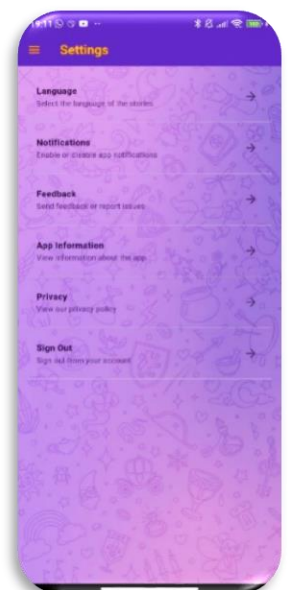 19:11
Settings
Language
Select the language of the stories
Notifications
Enable or disable app notifications
Feedback
Send feedback or report issues
App Information
View information about the app
Privacy
View our privacy policy
Sign Out
Sign out from your account